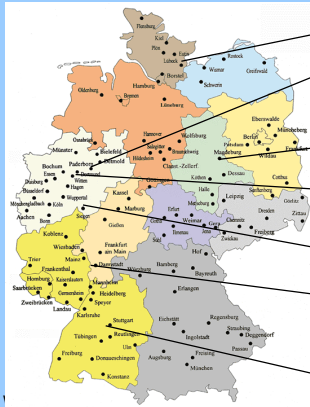 Flensburg
Kiel
Plön
Eutin
Lübeck
Rostock
Wismar
Greifswald
Borstel
Hamburg
Schwerin
Oldenburg
Bremen
Lüneburg
Eberswalde
Müncheberg
Berlin
Potsdam
Wildau
Frankfurt
Hannover
Wolfsburg
Salzgitter
Braunschweig
Magdeburg
Hildesheim
Claus.-Zellerf.
Osnabrück
Münster
Bielefeld
Detmold
Paderborn
Bochum
Essen
Dortmund
Duisburg
Witten
Hagen
Düsseldorf
Wuppertal
Mönchengladbach
Köln
Aachen
Bonn
Siegen
Göttingen
Kassel
Köthen
Dessau
Halle
Merseburg
Leipzig
Cottbus
Senftenberg
Görlitz
Dresden
Zittau
Marburg
Gießen
Erfurt
Weimar
Gera
Jena
Ilmenau
Suhl
Chemnitz
Zwickau
Freiberg
Hof
Koblenz
Wiesbaden
Frankfurt
am Main
Mainz
Darmstadt
Trier
Frankenthal
Homburg
Kaiserslautern
Saarbrücken
Zweibrücken
Germersheim
Landau
Mannheim
Heidelberg
Speyer
Karlsruhe
Würzburg
Bamberg
Bayreuth
Erlangen
Stuttgart
Tübingen
Reutlingen
Ulm
Freiburg
Donaueschingen
Konstanz
Eichstätt
Regensburg
Straubing
Deggendorf
Ingolstadt
Passau
Augsburg
Freising
München